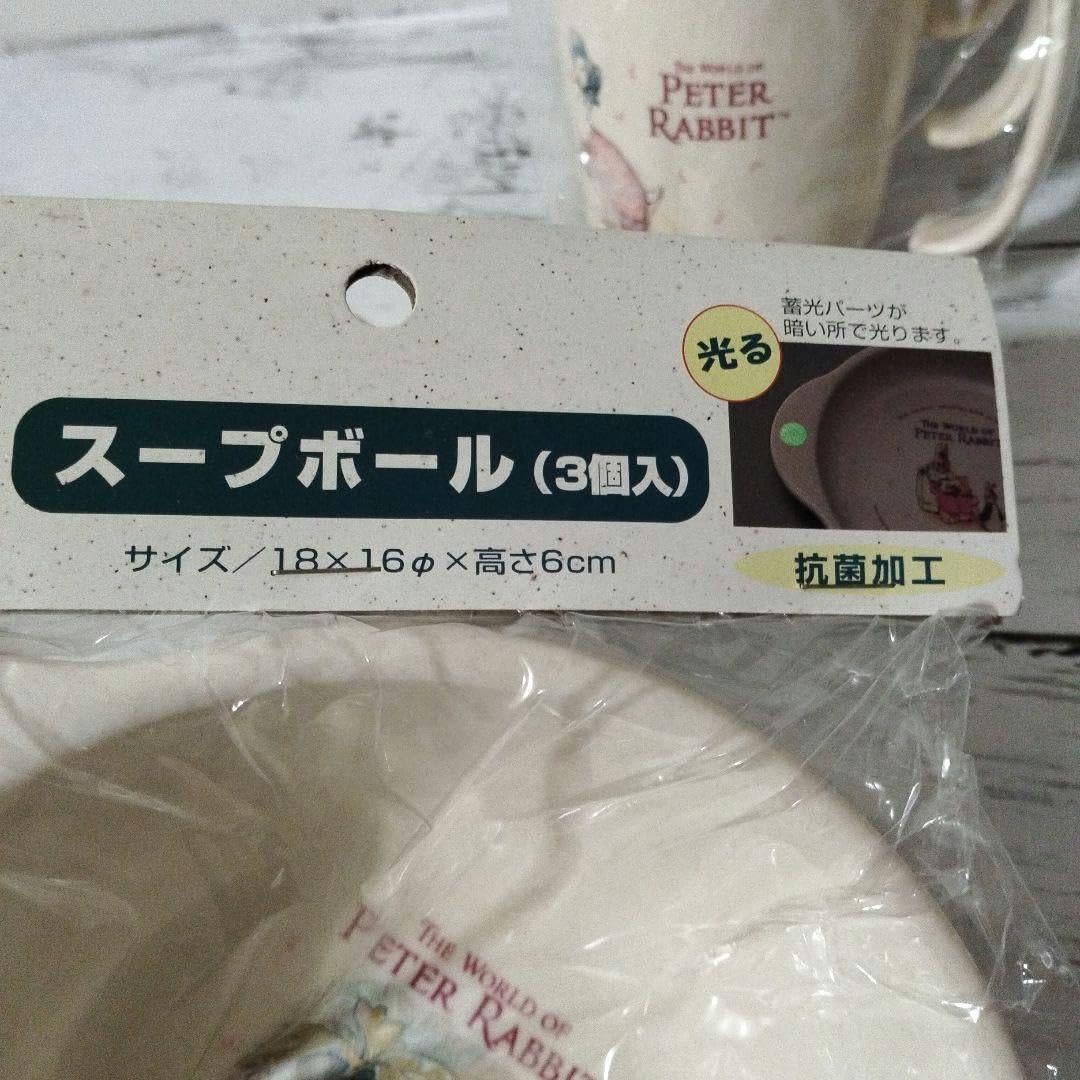 THE WORLD OF
PETER
RABBIT™
蓄光パーツが
暗い所で光ります。
光る
THE WORLD OF
PETER RABBIT
スープボール(3個入)
サイズ/18×16φ×高さ6cm
抗菌加工
THE WORLD OF
PETER RABBIT